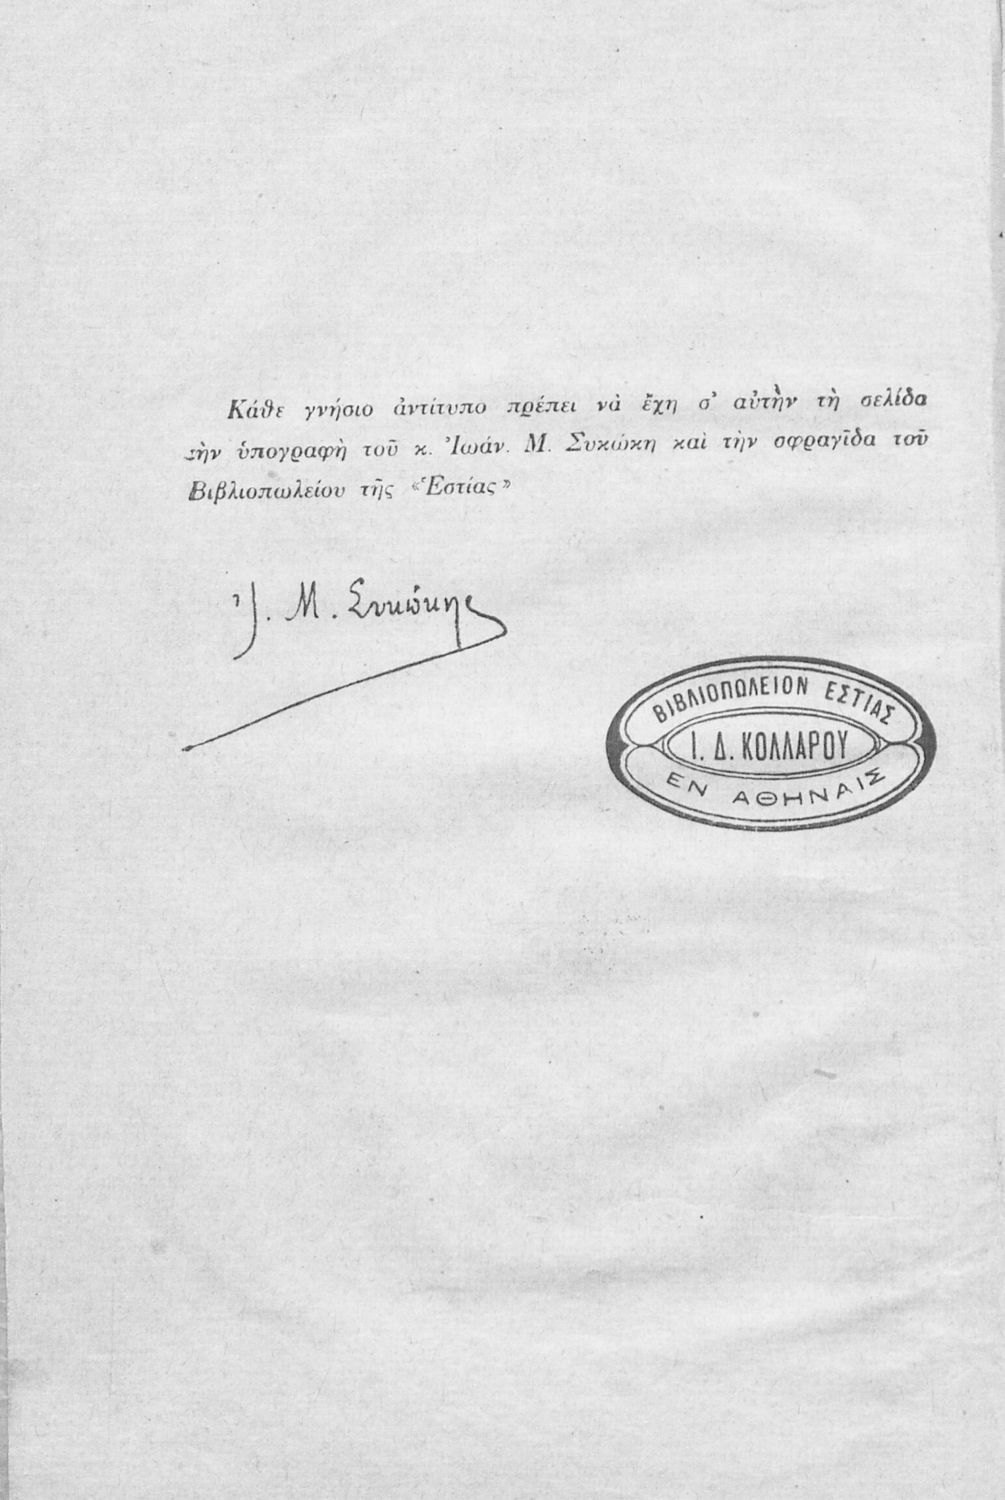 Κάθε γνήσιο ἀντίτυπο πρέπει νὰ ἔχη σ' αὐτὴν τὴ σελίδα
τὴν ὑπογραφὴ τοῦ κ. Ἰωάν. Μ. Συκώκη καὶ τὴν σφραγῖδα τοῦ
Βιβλιοπωλείου τῆς «Ἑστίας»
Ἰ. Μ. Συκώκης
ΒΙΒΛΙΟΠΩΛΕΙΟΝ ΕΣΤΙΑΣ
Ι. Δ. ΚΟΛΛΑΡΟΥ
ΕΝ ΑΘΗΝΑΙΣ